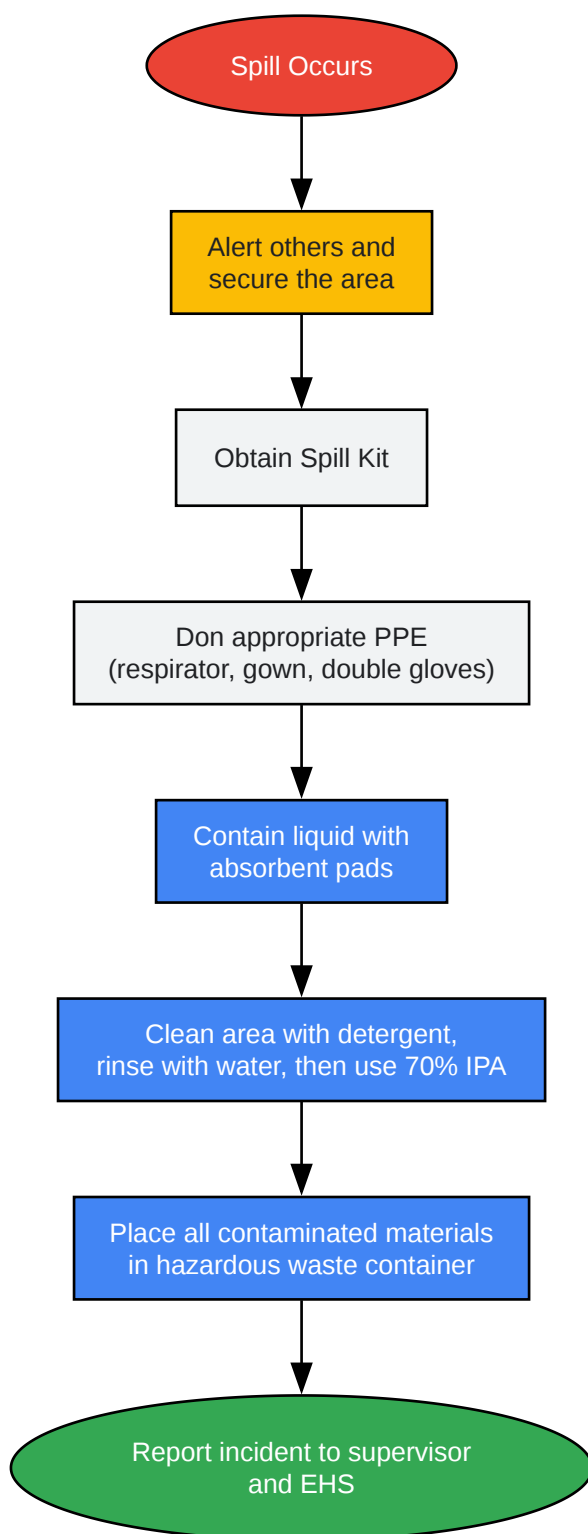 Spill Occurs
Alert others and
secure the area
Obtain Spill Kit
Don appropriate PPE
(respirator, gown, double gloves)
Contain liquid with
absorbent pads
Clean area with detergent,
rinse with water, then use 70% IPA
Place all contaminated materials
in hazardous waste container
Report incident to supervisor
and EHS